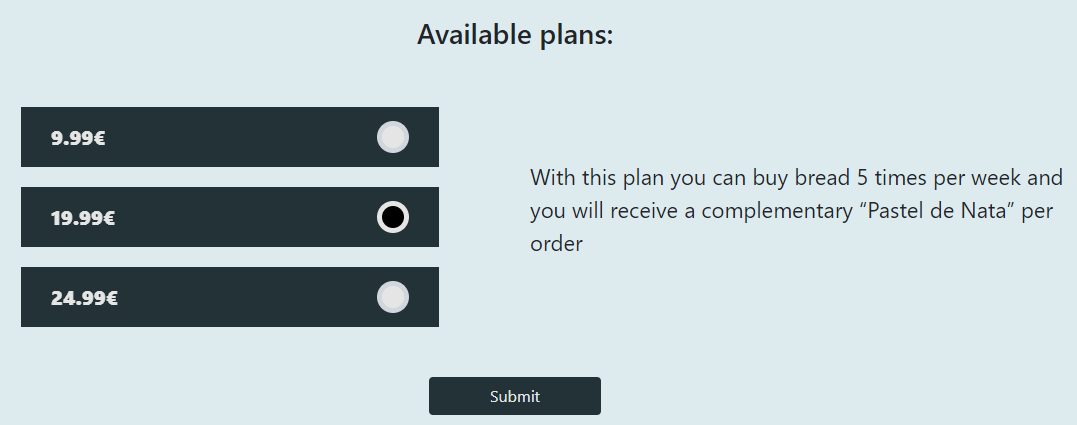 Available plans:
9.99€
19.99€
24.99€
With this plan you can buy bread 5 times per week and
you will receive a complementary “Pastel de Nata” per
order
Submit